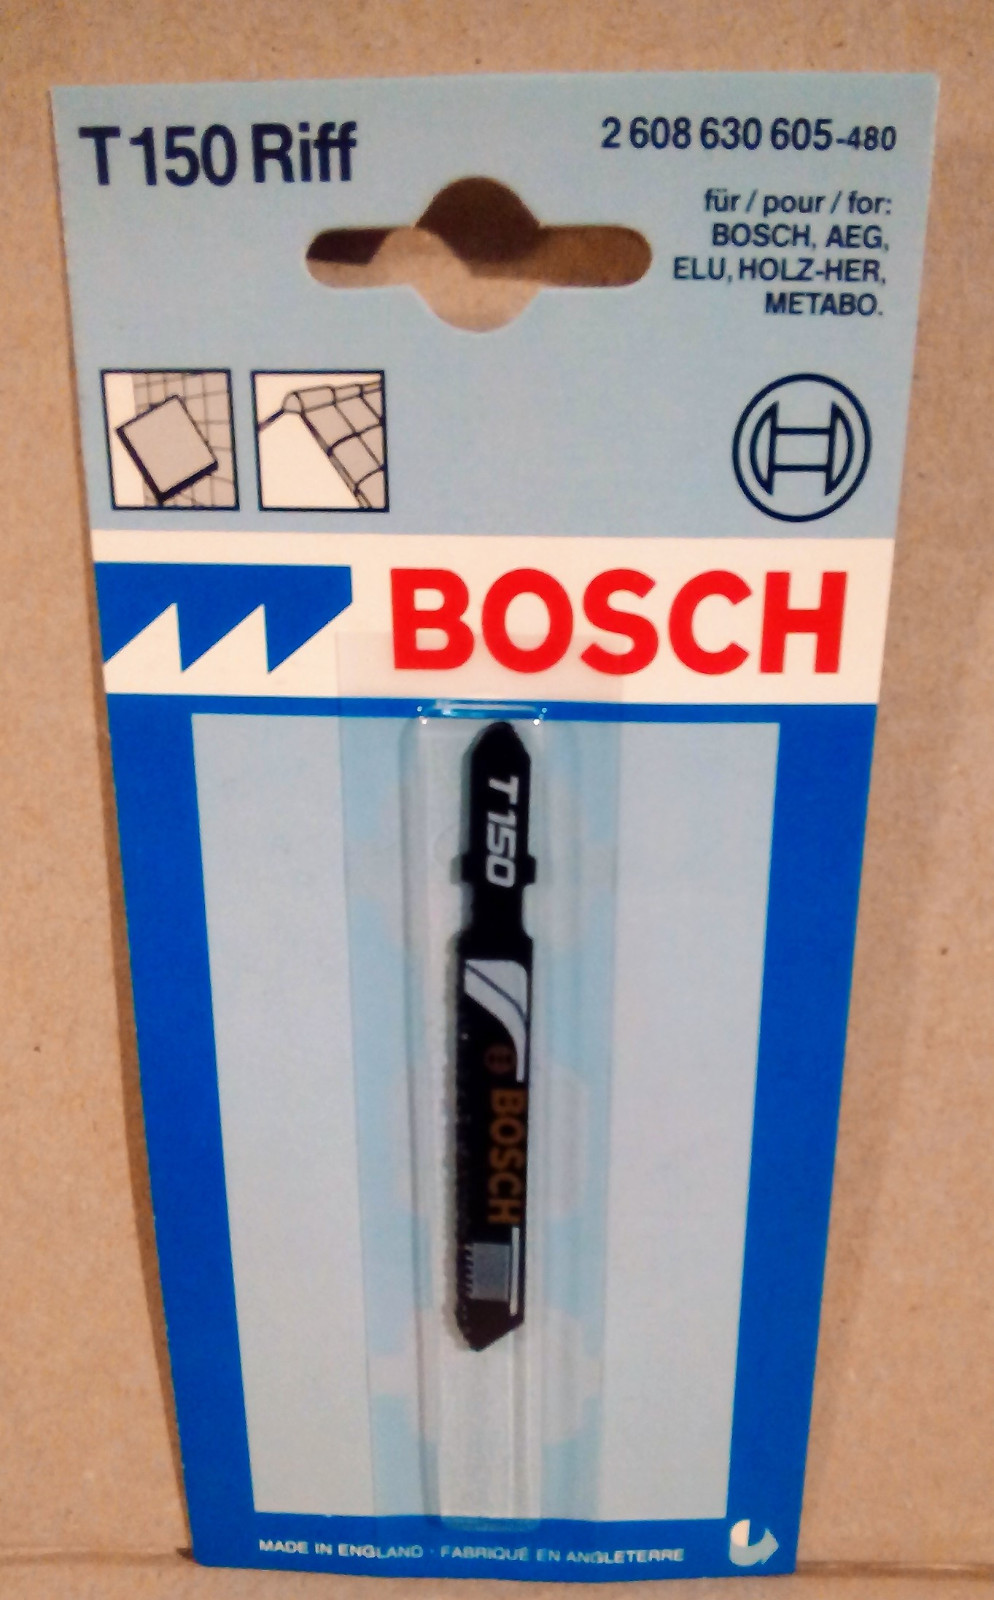 T 150 Riff
2 608 630 605-480
für / pour / for:
BOSCH, AEG,
ELU, HOLZ-HER,
METABO.
BOSCH
T 150
BOSCH
MADE IN ENGLAND · FABRIQUÉ EN ANGLETERRE